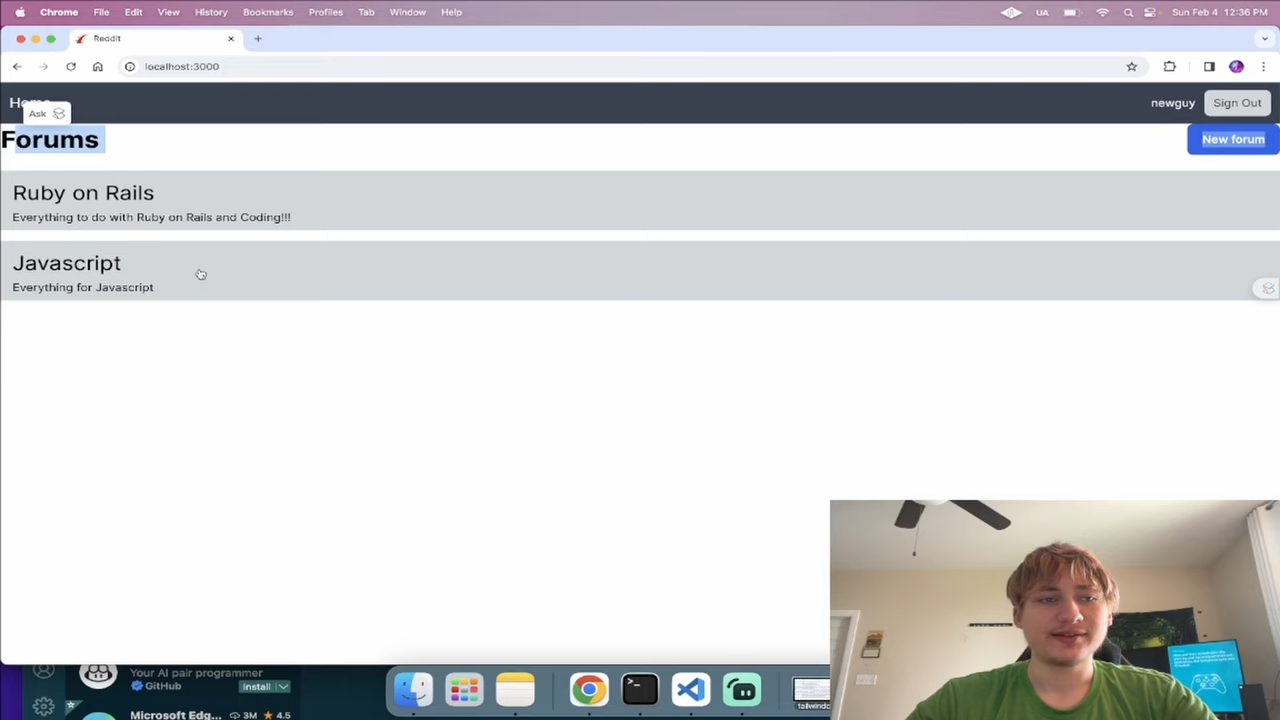 Chrome File Edit View History Bookmarks Profiles Tab Window Help
UA Sun Feb 4 12:36 PM
Reddit
localhost:3000
newguy Sign Out
Ask
Forums
New forum
Ruby on Rails
Everything to do with Ruby on Rails and Coding!!!
Javascript
Everything for Javascript
Your AI pair programmer
GitHub Install
Microsoft Edg... 3M 4.5